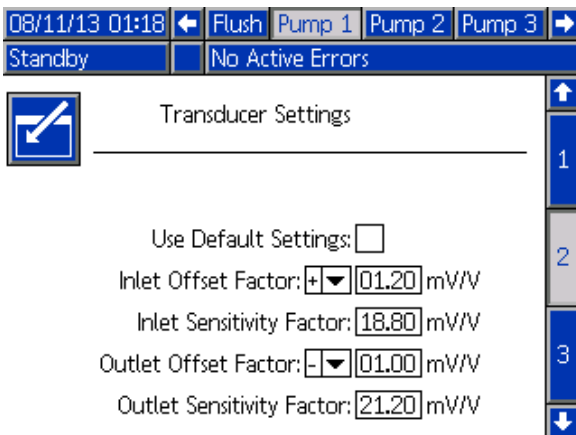 08/11/13 01:18 Flush Pump 1 Pump 2 Pump 3
Standby No Active Errors
Transducer Settings
1
Use Default Settings:
2
Inlet Offset Factor: + 01.20 mV/V
Inlet Sensitivity Factor: 18.80 mV/V
3
Outlet Offset Factor: - 01.00 mV/V
Outlet Sensitivity Factor: 21.20 mV/V